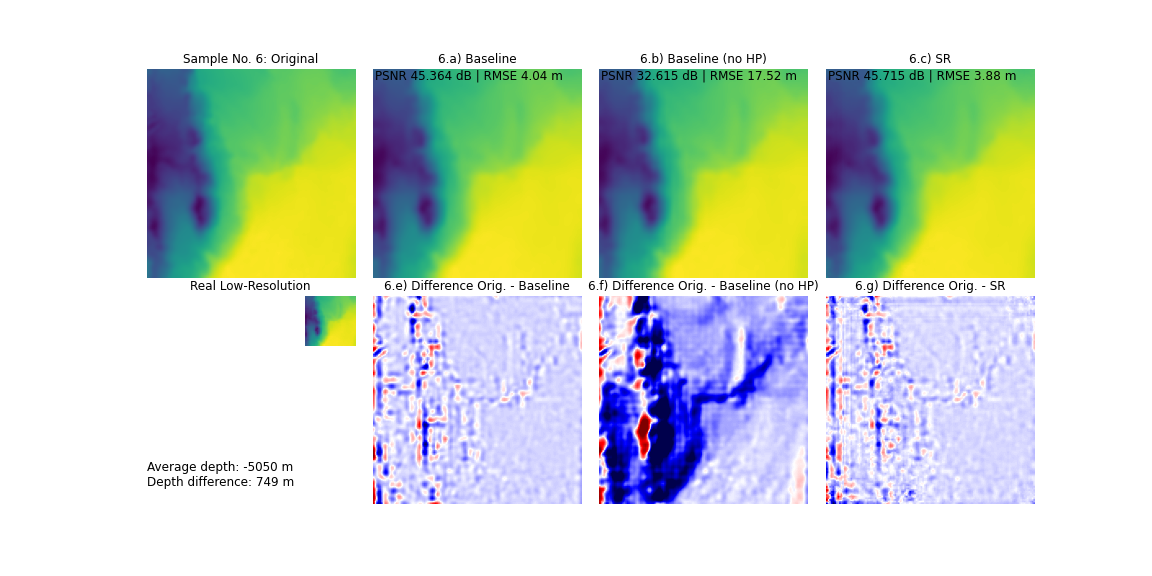 Sample No. 6: Original
6.a) Baseline
6.b) Baseline (no HP)
6.c) SR
PSNR 45.364 dB | RMSE 4.04 m
PSNR 32.615 dB | RMSE 17.52 m
PSNR 45.715 dB | RMSE 3.88 m
Real Low-Resolution
6.e) Difference Orig. - Baseline
6.f) Difference Orig. - Baseline (no HP)
6.g) Difference Orig. - SR
Average depth: -5050 m
Depth difference: 749 m